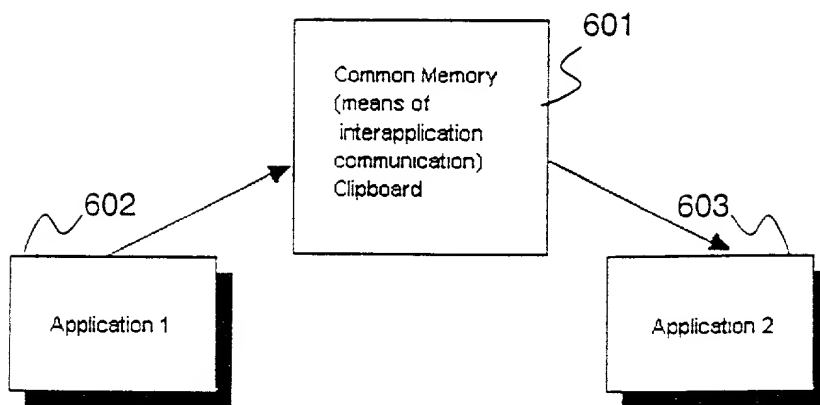 601
Common Memory
(means of
interapplication
communication)
Clipboard
602
603
Application 1
Application 2